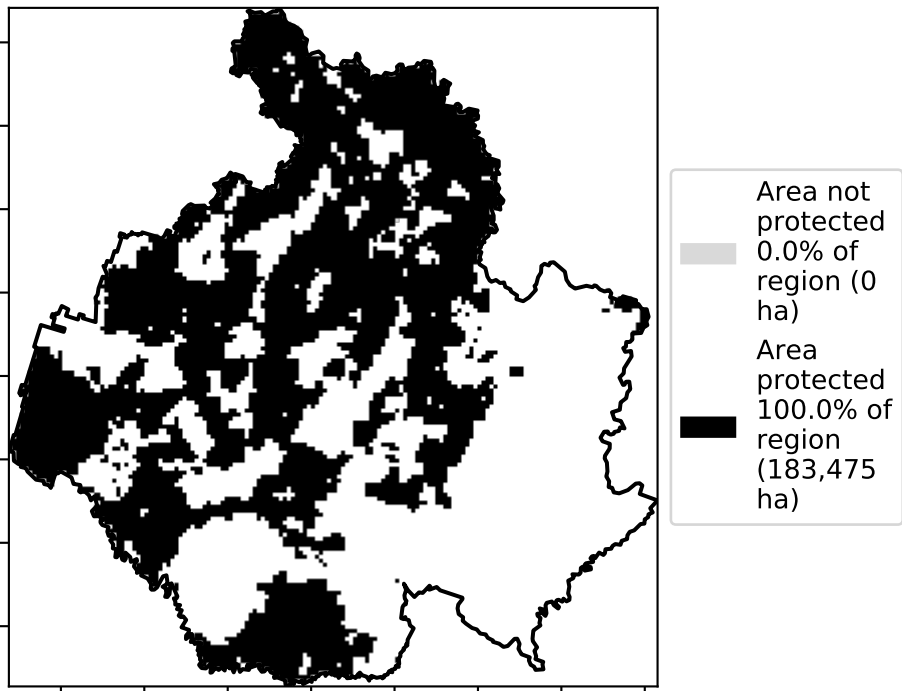 Area not
protected
0.0% of
region (0
ha)
Area
protected
100.0% of
region
(183,475
ha)